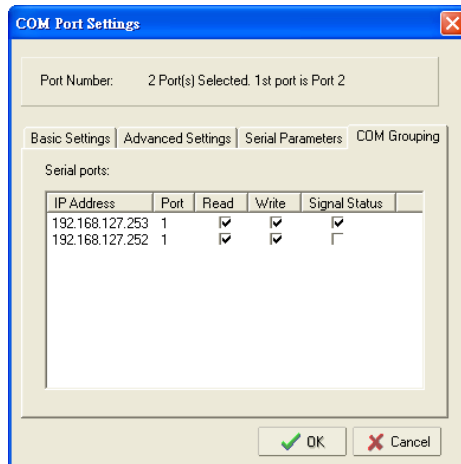 COM Port Settings
Port Number: 2 Port(s) Selected. 1st port is Port 2
Basic Settings Advanced Settings Serial Parameters COM Grouping
Serial ports:
IP Address Port Read Write Signal Status
192.168.127.253 1
192.168.127.252 1
OK Cancel